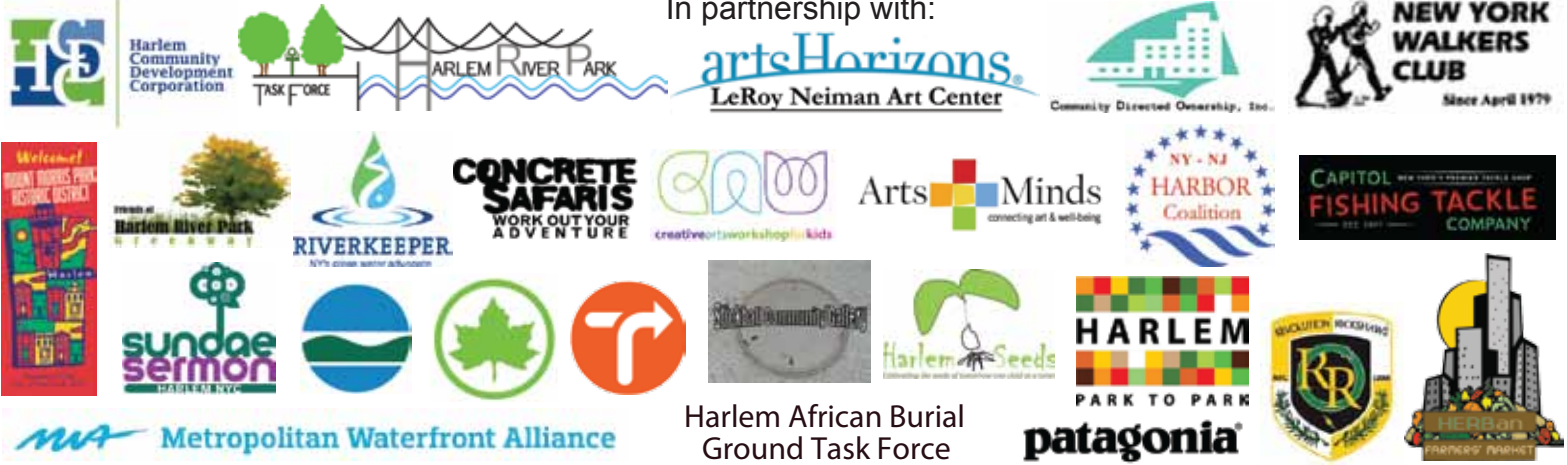 In partnership with:
HCDC
Harlem
Community
Development
Corporation
HARLEM RIVER PARK
TASK FORCE
artsHorizons®
LeRoy Neiman Art Center
Community Directed Ownership, Inc.
NEW YORK
WALKERS
CLUB
Since April 1979
Welcome!
MOUNT MORRIS PARK
HISTORIC DISTRICT
Harlem
Friends of
Harlem River Park
Greenway
RIVERKEEPER
NY's clean water advocate
CONCRETE
SAFARIS
WORK OUT YOUR
ADVENTURE
caw
creativeartsworkshopforkids
Arts Minds
connecting art & well-being
NY - NJ
HARBOR
Coalition
CAPITOL NEW YORK'S PREMIER TACKLE SHOP
FISHING TACKLE
COMPANY
sundae
sermon
HARLEM NYC
Community Gallery
Harlem Seeds
HARLEM
PARK TO PARK
REVOLUTION RICKSHAWS
RR
HERBan
FARMERS' MARKET
Metropolitan Waterfront Alliance
Harlem African Burial
Ground Task Force
patagonia®